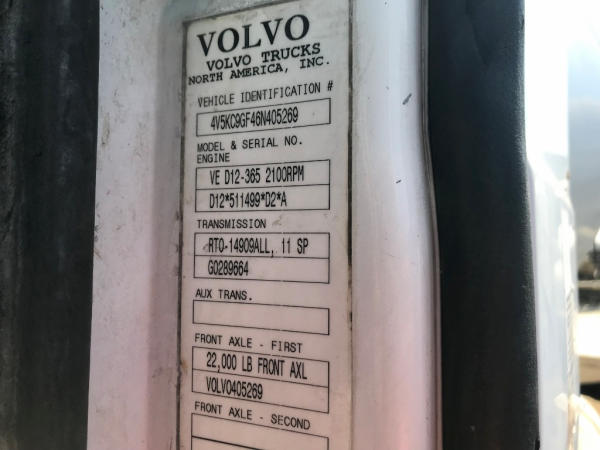 VOLVO
VOLVO TRUCKS
NORTH AMERICA, INC.
VEHICLE IDENTIFICATION #
4V5KC9GF46N405269
MODEL & SERIAL NO.
ENGINE
VE D12-365 2100RPM
D12*511499*D2*A
TRANSMISSION
RTO-14909ALL, 11 SP
G0289664
AUX TRANS.
FRONT AXLE - FIRST
22,000 LB FRONT AXL
VOLVO405269
FRONT AXLE - SECOND